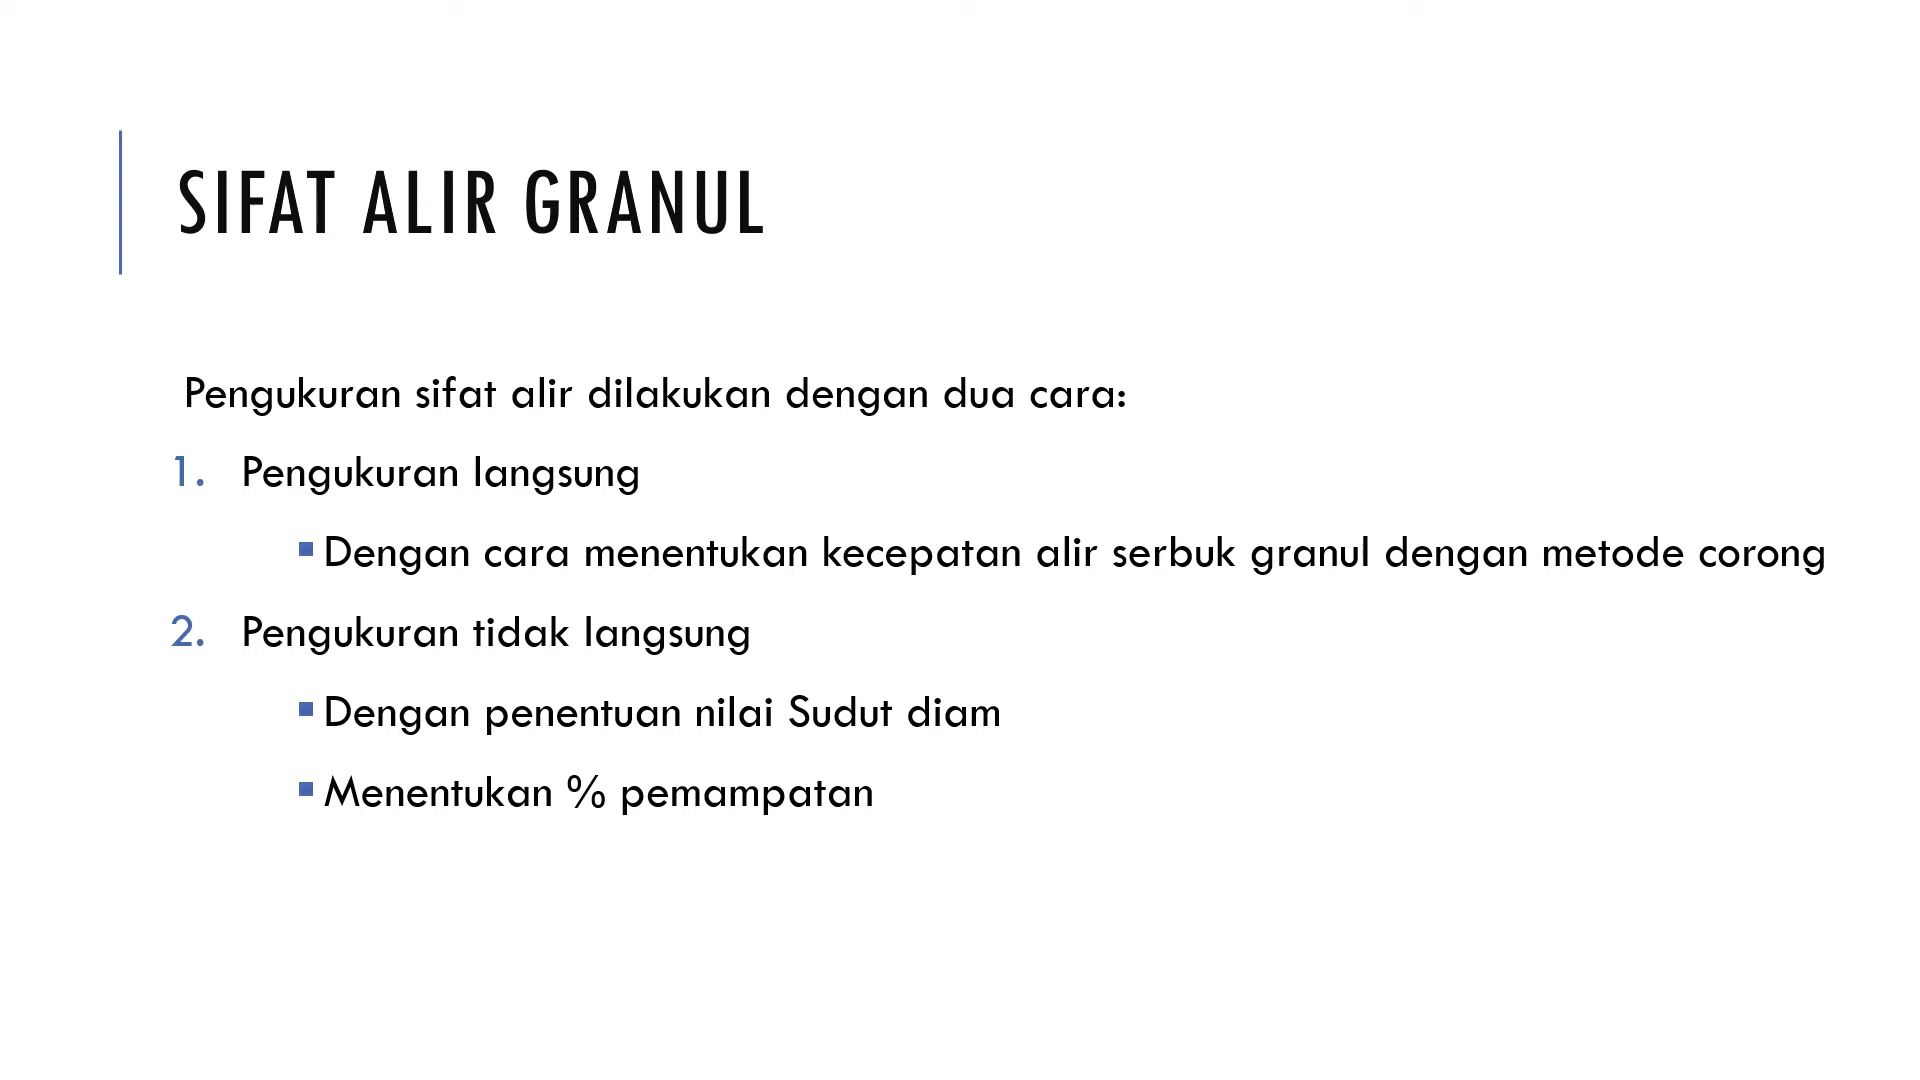 SIFAT ALIR GRANUL
Pengukuran sifat alir dilakukan dengan dua cara:
1. Pengukuran langsung
▪ Dengan cara menentukan kecepatan alir serbuk granul dengan metode corong
2. Pengukuran tidak langsung
▪ Dengan penentuan nilai Sudut diam
▪ Menentukan % pemampatan